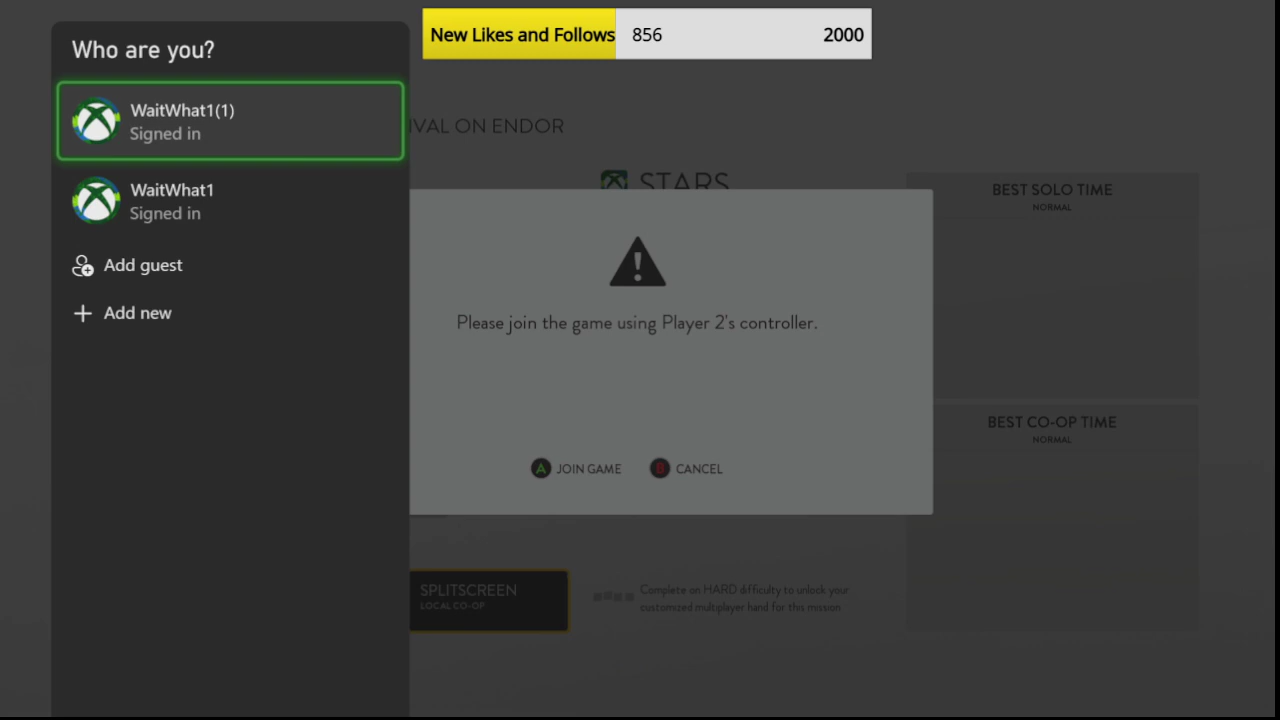 Who are you?
WaitWhat1(1)
Signed in
WaitWhat1
Signed in
Add guest
Add new
New Likes and Follows 856 2000
IVAL ON ENDOR
STARS
Please join the game using Player 2's controller.
A JOIN GAME B CANCEL
SPLITSCREEN
LOCAL CO-OP
Complete on HARD difficulty to unlock your
customized multiplayer hand for this mission
BEST SOLO TIME
NORMAL
BEST CO-OP TIME
NORMAL